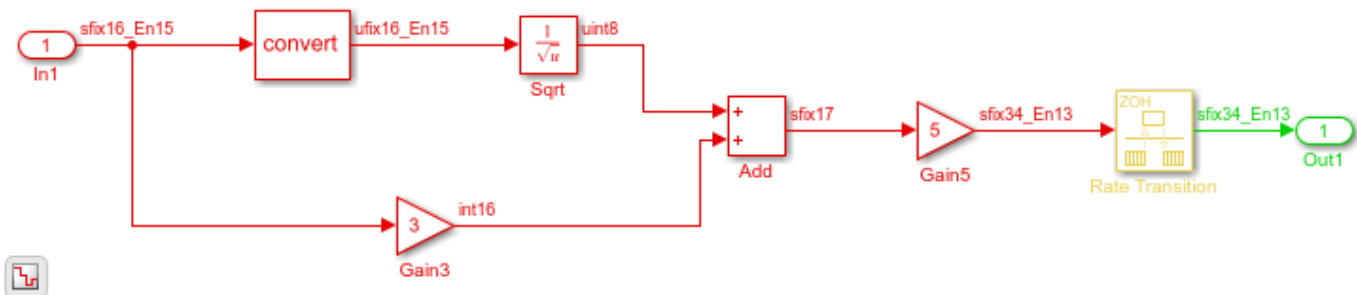 sfix16_En15
1
In1
convert
ufix16_En15
1
√u
Sqrt
uint8
+
+
Add
sfix17
5
Gain5
sfix34_En13
ZOH
Rate Transition
sfix34_En13
1
Out1
3
Gain3
int16